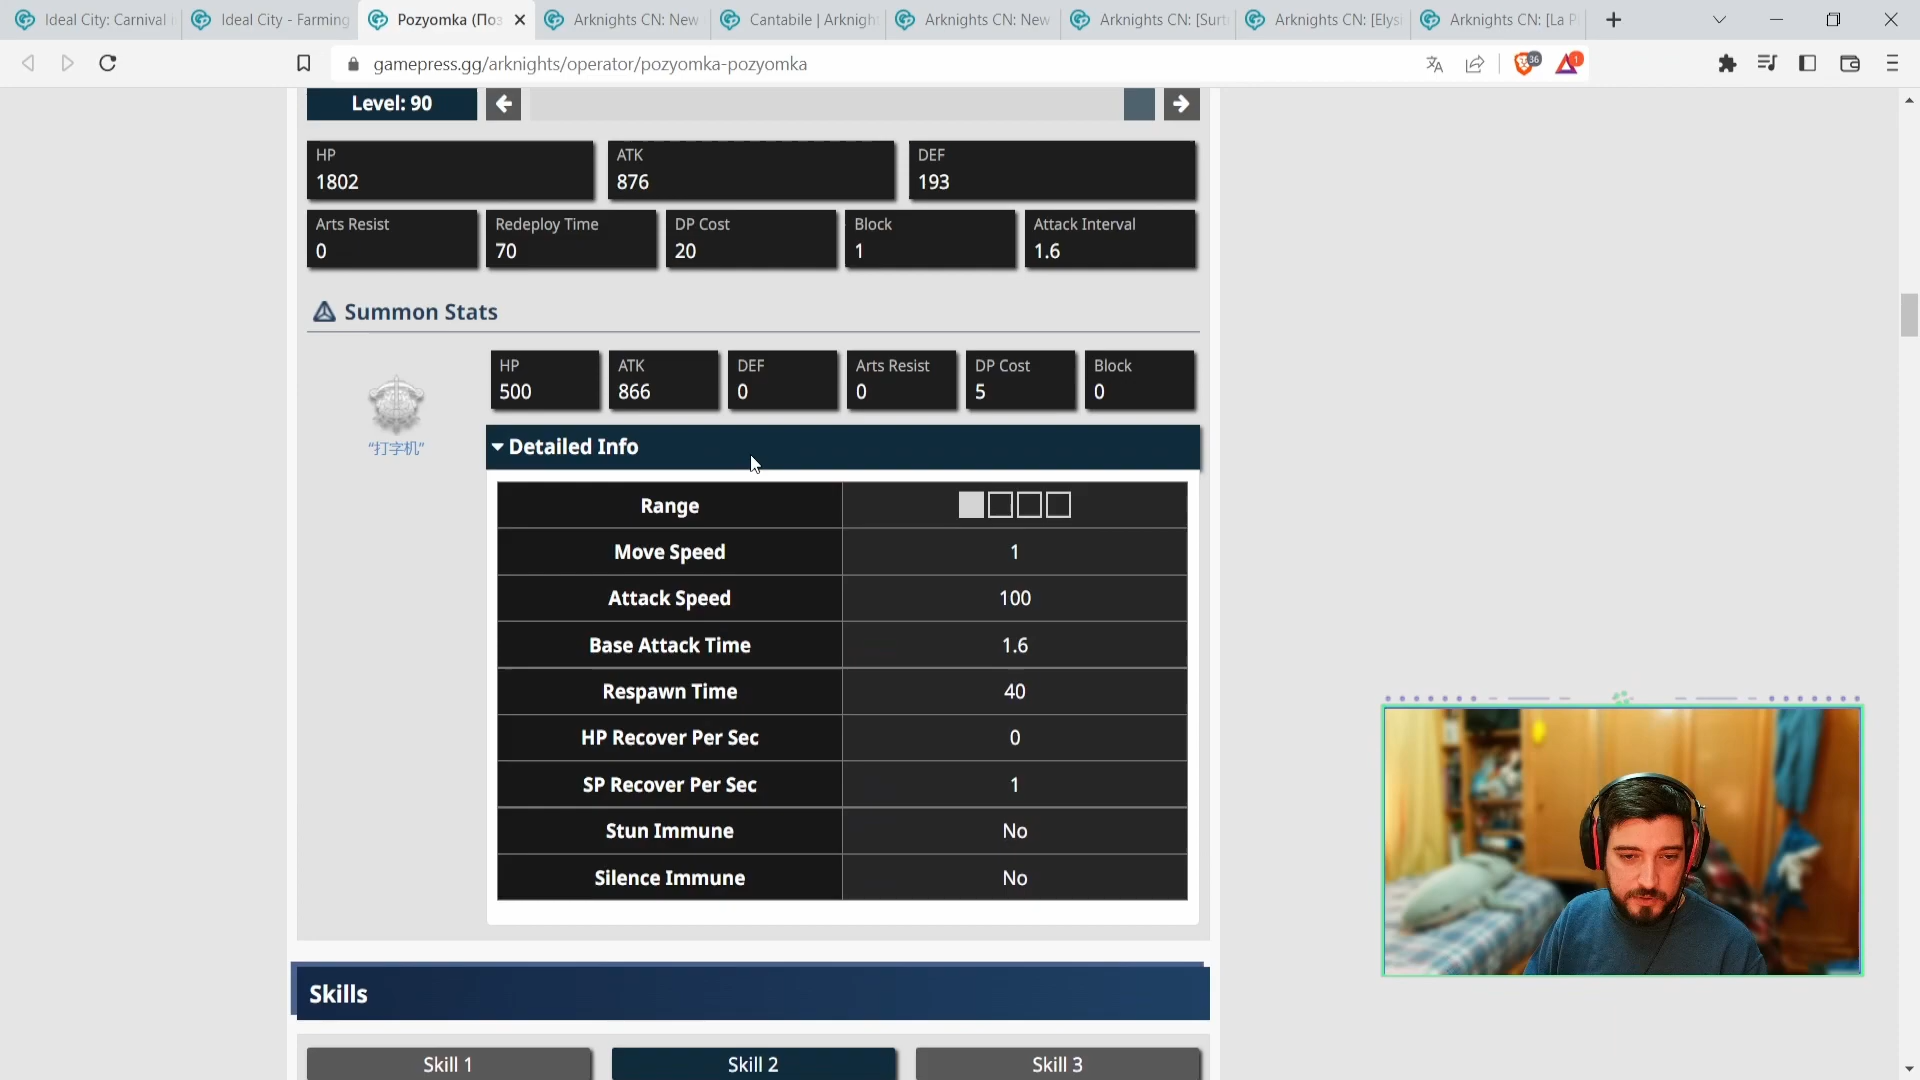 Ideal City: Carnival
Ideal City - Farming
Pozyomka (Поз
Arknights CN: New
Cantabile | Arknight
Arknights CN: New
Arknights CN: [Surt
Arknights CN: [Elysi
Arknights CN: [La P
gamepress.gg/arknights/operator/pozyomka-pozyomka
36
1
Level: 90
HP
1802
ATK
876
DEF
193
Arts Resist
0
Redeploy Time
70
DP Cost
20
Block
1
Attack Interval
1.6
Summon Stats
“打字机”
HP
500
ATK
866
DEF
0
Arts Resist
0
DP Cost
5
Block
0
Detailed Info
Range
Move Speed 1
Attack Speed 100
Base Attack Time 1.6
Respawn Time 40
HP Recover Per Sec 0
SP Recover Per Sec 1
Stun Immune No
Silence Immune No
Skills
Skill 1
Skill 2
Skill 3